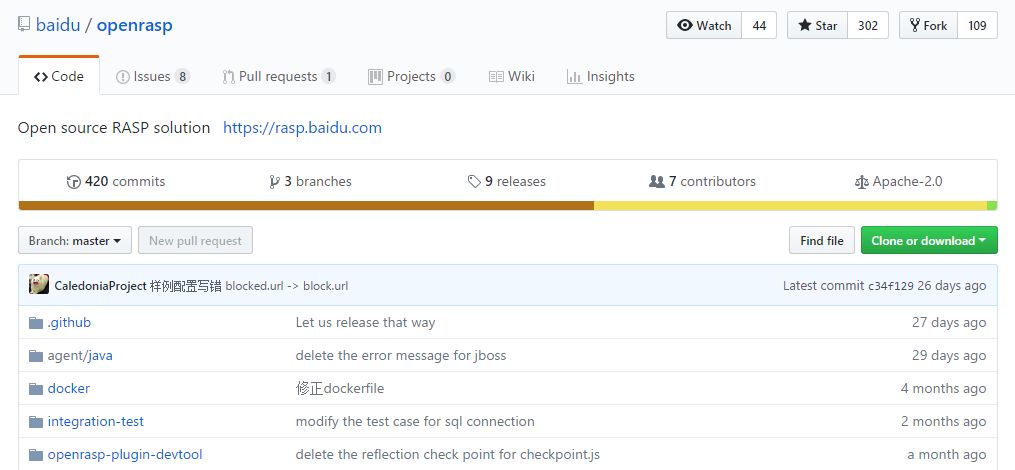 baidu / openrasp Watch 44 Star 302 Fork 109
Code Issues 8 Pull requests 1 Projects 0 Wiki Insights
Open source RASP solution https://rasp.baidu.com
420 commits 3 branches 9 releases 7 contributors Apache-2.0
Branch: master New pull request Find file Clone or download
CaledoniaProject 样例配置写错 blocked.url -> block.url Latest commit c34f129 26 days ago
.github Let us release that way 27 days ago
agent/java delete the error message for jboss 29 days ago
docker 修正dockerfile 4 months ago
integration-test modify the test case for sql connection 2 months ago
openrasp-plugin-devtool delete the reflection check point for checkpoint.js a month ago